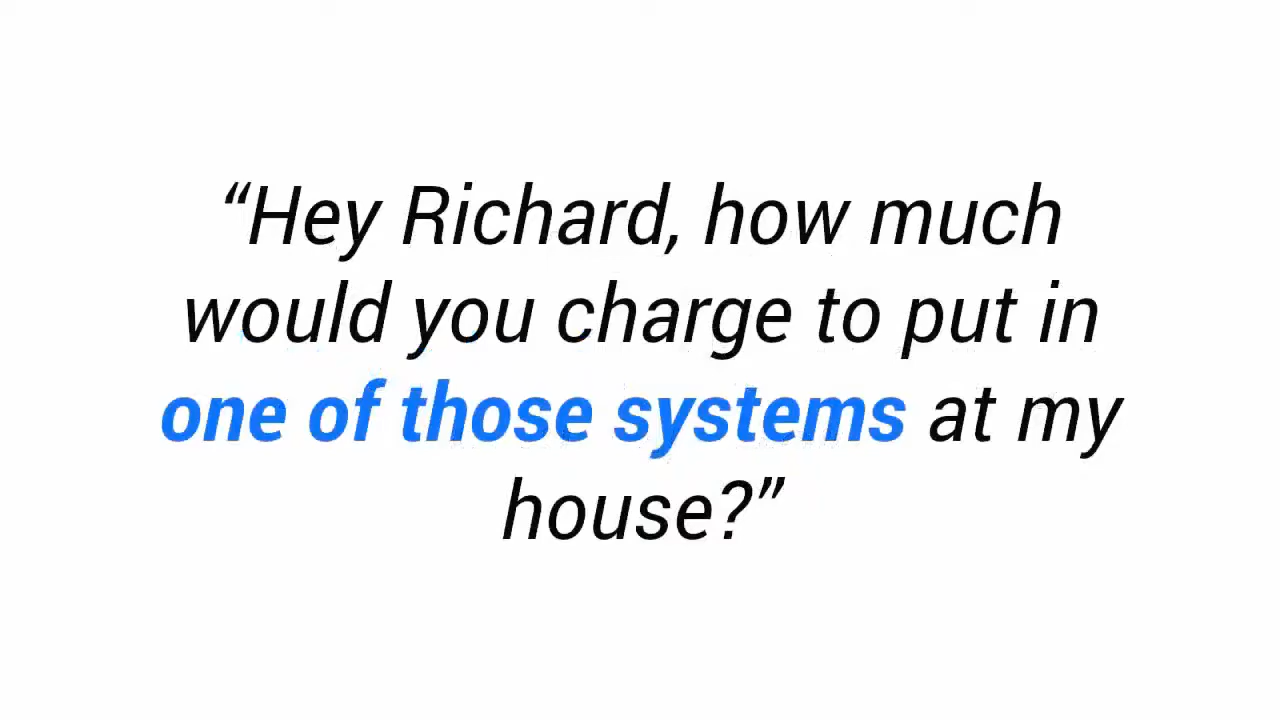 “Hey Richard, how much
would you charge to put in
one of those systems at my
house?”